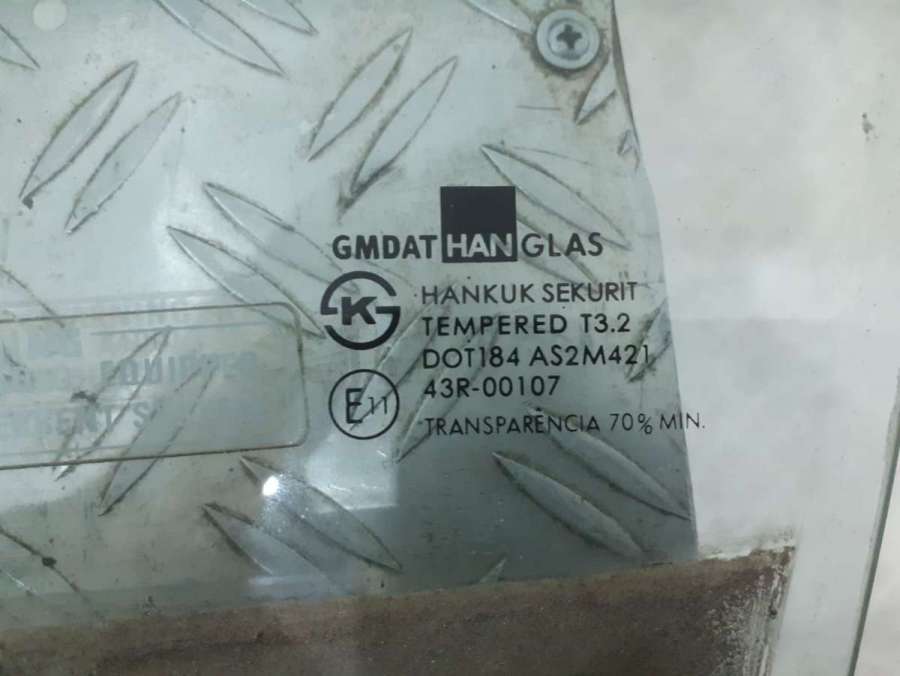 GMDAT HAN GLAS
K HANKUK SEKURIT
TEMPERED T3.2
DOT184 AS2M421
E11 43R-00107
TRANSPARÊNCIA 70% MIN.